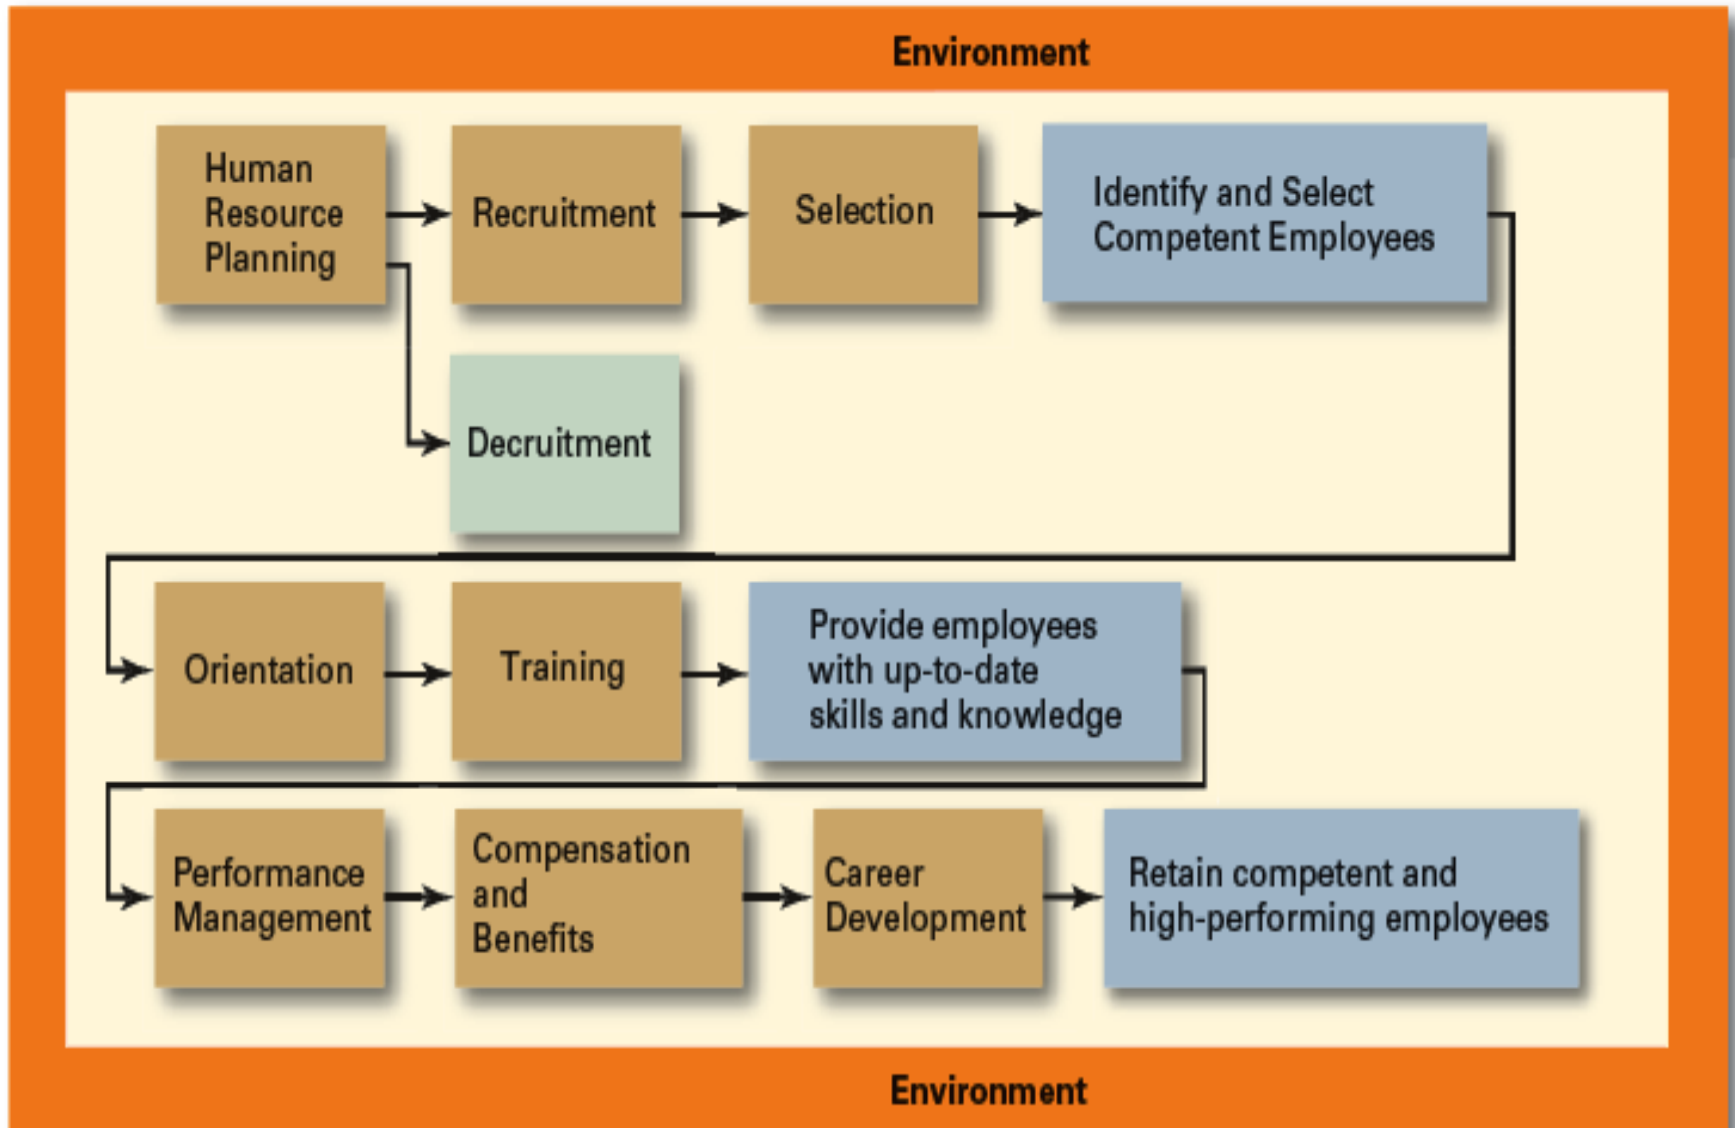 Environment
Human
Resource
Planning
Recruitment
Selection
Identify and Select
Competent Employees
Decruitment
Orientation
Training
Provide employees
with up-to-date
skills and knowledge
Performance
Management
Compensation
and
Benefits
Career
Development
Retain competent and
high-performing employees
Environment